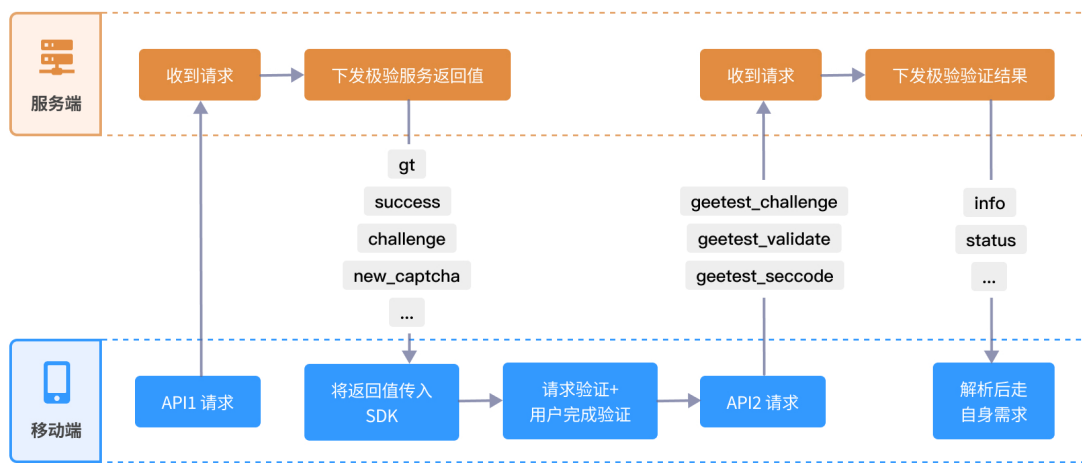 服务端
收到请求
下发极验服务返回值
收到请求
下发极验验证结果
gt
success
challenge
new_captcha
...
geetest_challenge
geetest_validate
geetest_seccode
info
status
...
移动端
API1 请求
将返回值传入
SDK
请求验证+
用户完成验证
API2 请求
解析后走
自身需求